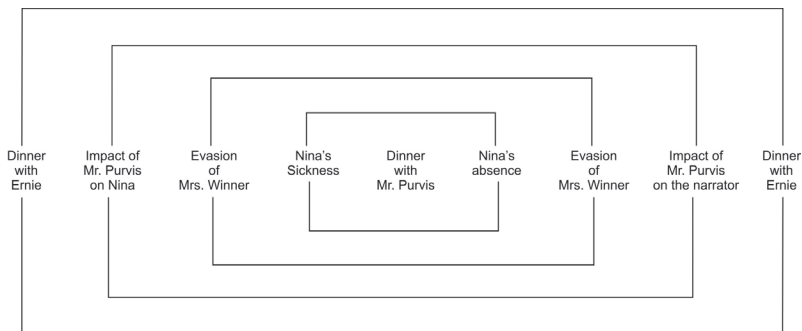 Dinner
with
Ernie
Impact of
Mr. Purvis
on Nina
Evasion
of
Mrs. Winner
Nina's
Sickness
Dinner
with
Mr. Purvis
Nina's
absence
Evasion
of
Mrs. Winner
Impact of
Mr. Purvis
on the narrator
Dinner
with
Ernie